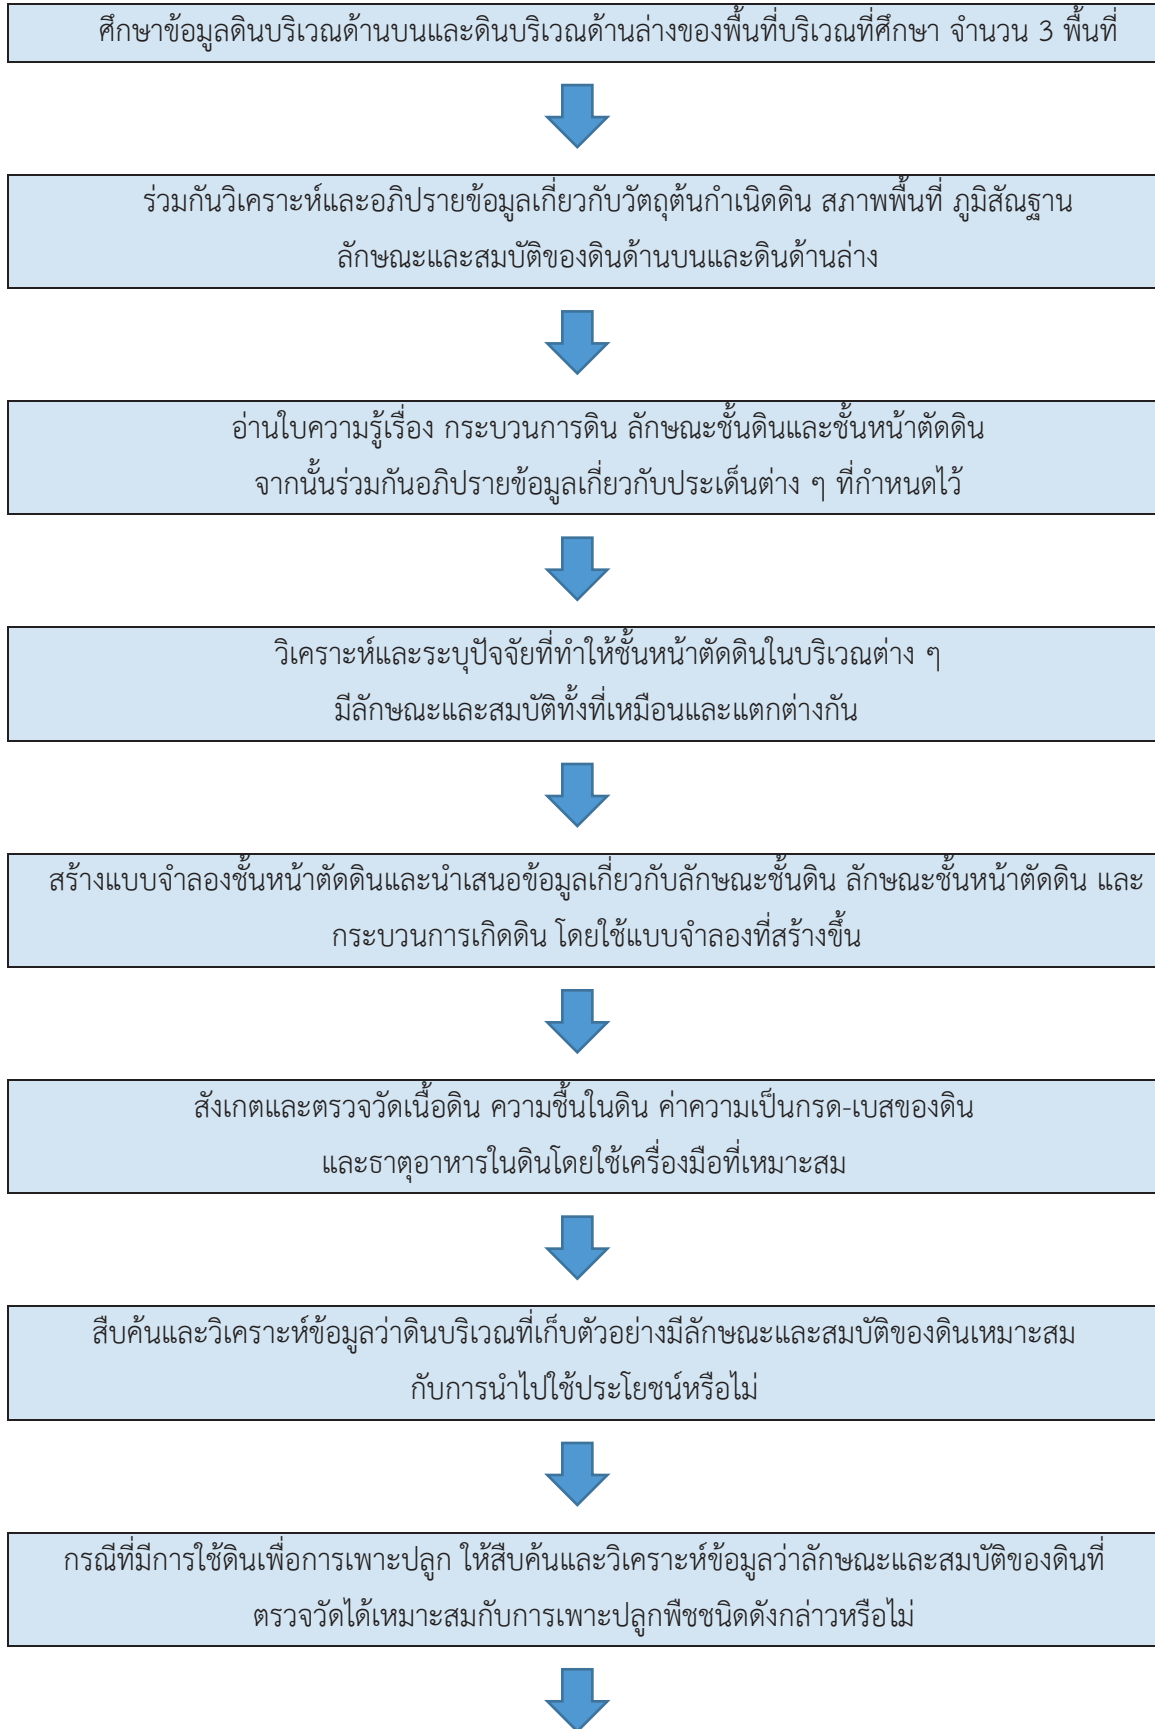 ศึกษาข้อมูลดินบริเวณด้านบนและดินบริเวณด้านล่างของพื้นที่บริเวณที่ศึกษา จำนวน 3 พื้นที่
ร่วมกันวิเคราะห์และอภิปรายข้อมูลเกี่ยวกับวัตถุต้นกำเนิดดิน สภาพพื้นที่ ภูมิสัณฐาน
ลักษณะและสมบัติของดินด้านบนและดินด้านล่าง
อ่านใบความรู้เรื่อง กระบวนการดิน ลักษณะชั้นดินและชั้นหน้าตัดดิน
จากนั้นร่วมกันอภิปรายข้อมูลเกี่ยวกับประเด็นต่าง ๆ ที่กำหนดไว้
วิเคราะห์และระบุปัจจัยที่ทำให้ชั้นหน้าตัดดินในบริเวณต่าง ๆ
มีลักษณะและสมบัติทั้งที่เหมือนและแตกต่างกัน
สร้างแบบจำลองชั้นหน้าตัดดินและนำเสนอข้อมูลเกี่ยวกับลักษณะชั้นดิน ลักษณะชั้นหน้าตัดดิน และ
กระบวนการเกิดดิน โดยใช้แบบจำลองที่สร้างขึ้น
สังเกตและตรวจวัดเนื้อดิน ความชื้นในดิน ค่าความเป็นกรด-เบสของดิน
และธาตุอาหารในดินโดยใช้เครื่องมือที่เหมาะสม
สืบค้นและวิเคราะห์ข้อมูลว่าดินบริเวณที่เก็บตัวอย่างมีลักษณะและสมบัติของดินเหมาะสม
กับการนำไปใช้ประโยชน์หรือไม่
กรณีที่มีการใช้ดินเพื่อการเพาะปลูก ให้สืบค้นและวิเคราะห์ข้อมูลว่าลักษณะและสมบัติของดินที่
ตรวจวัดได้เหมาะสมกับการเพาะปลูกพืชชนิดดังกล่าวหรือไม่